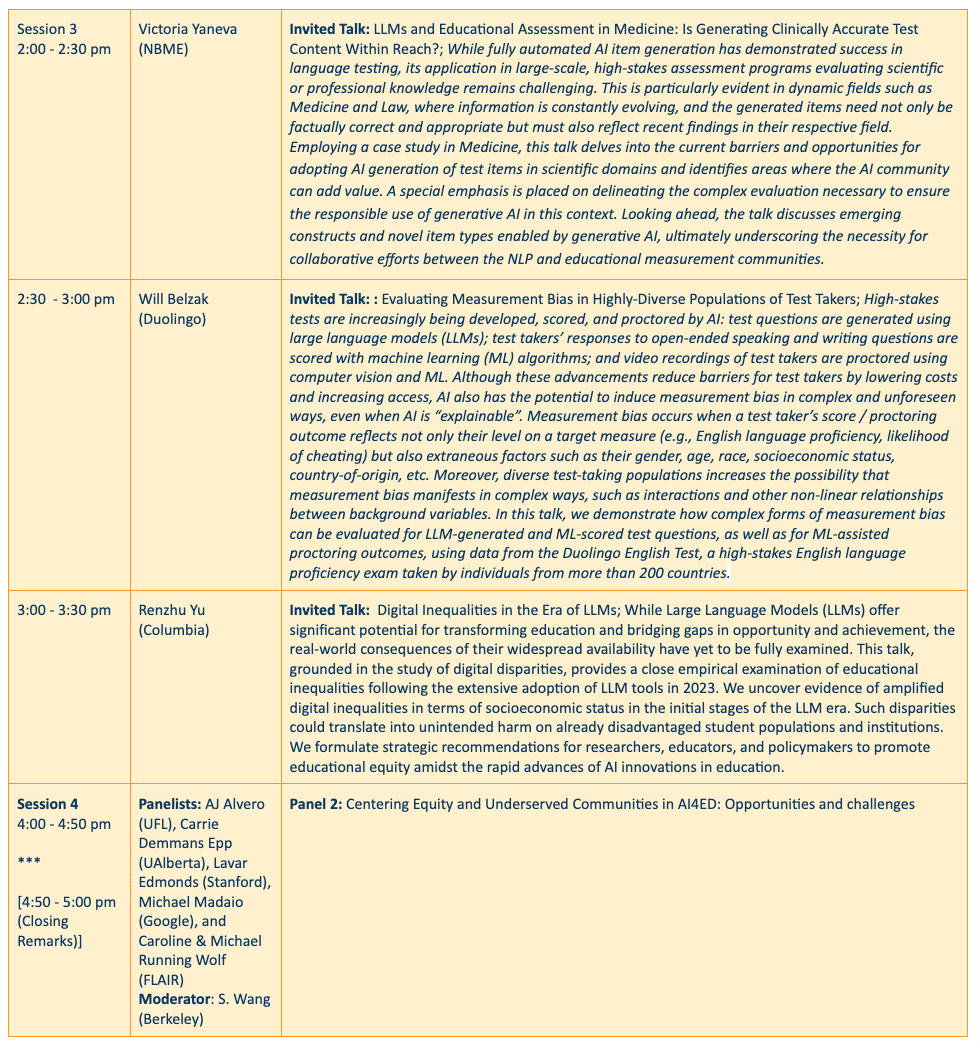 Session 3
2:00 - 2:30 pm
Victoria Yaneva
(NBME)
Invited Talk: LLMs and Educational Assessment in Medicine: Is Generating Clinically Accurate Test
Content Within Reach?; While fully automated AI item generation has demonstrated success in
language testing, its application in large-scale, high-stakes assessment programs evaluating scientific
or professional knowledge remains challenging. This is particularly evident in dynamic fields such as
Medicine and Law, where information is constantly evolving, and the generated items need not only be
factually correct and appropriate but must also reflect recent findings in their respective field.
Employing a case study in Medicine, this talk delves into the current barriers and opportunities for
adopting AI generation of test items in scientific domains and identifies areas where the AI community
can add value. A special emphasis is placed on delineating the complex evaluation necessary to ensure
the responsible use of generative AI in this context. Looking ahead, the talk discusses emerging
constructs and novel item types enabled by generative AI, ultimately underscoring the necessity for
collaborative efforts between the NLP and educational measurement communities.
2:30  - 3:00 pm
Will Belzak
(Duolingo)
Invited Talk: : Evaluating Measurement Bias in Highly-Diverse Populations of Test Takers; High-stakes
tests are increasingly being developed, scored, and proctored by AI: test questions are generated using
large language models (LLMs); test takers' responses to open-ended speaking and writing questions are
scored with machine learning (ML) algorithms; and video recordings of test takers are proctored using
computer vision and ML. Although these advancements reduce barriers for test takers by lowering costs
and increasing access, AI also has the potential to induce measurement bias in complex and unforeseen
ways, even when AI is “explainable”. Measurement bias occurs when a test taker's score / proctoring
outcome reflects not only their level on a target measure (e.g., English language proficiency, likelihood
of cheating) but also extraneous factors such as their gender, age, race, socioeconomic status,
country-of-origin, etc. Moreover, diverse test-taking populations increases the possibility that
measurement bias manifests in complex ways, such as interactions and other non-linear relationships
between background variables. In this talk, we demonstrate how complex forms of measurement bias
can be evaluated for LLM-generated and ML-scored test questions, as well as for ML-assisted
proctoring outcomes, using data from the Duolingo English Test, a high-stakes English language
proficiency exam taken by individuals from more than 200 countries.
3:00 - 3:30 pm
Renzhu Yu
(Columbia)
Invited Talk:  Digital Inequalities in the Era of LLMs; While Large Language Models (LLMs) offer
significant potential for transforming education and bridging gaps in opportunity and achievement, the
real-world consequences of their widespread availability have yet to be fully examined. This talk,
grounded in the study of digital disparities, provides a close empirical examination of educational
inequalities following the extensive adoption of LLM tools in 2023. We uncover evidence of amplified
digital inequalities in terms of socioeconomic status in the initial stages of the LLM era. Such disparities
could translate into unintended harm on already disadvantaged student populations and institutions.
We formulate strategic recommendations for researchers, educators, and policymakers to promote
educational equity amidst the rapid advances of AI innovations in education.
Session 4
4:00 - 4:50 pm
***
[4:50 - 5:00 pm
(Closing
Remarks)]
Panelists: AJ Alvero
(UFL), Carrie
Demmans Epp
(UAlberta), Lavar
Edmonds (Stanford),
Michael Madaio
(Google), and
Caroline & Michael
Running Wolf
(FLAIR)
Moderator: S. Wang
(Berkeley)
Panel 2: Centering Equity and Underserved Communities in AI4ED: Opportunities and challenges